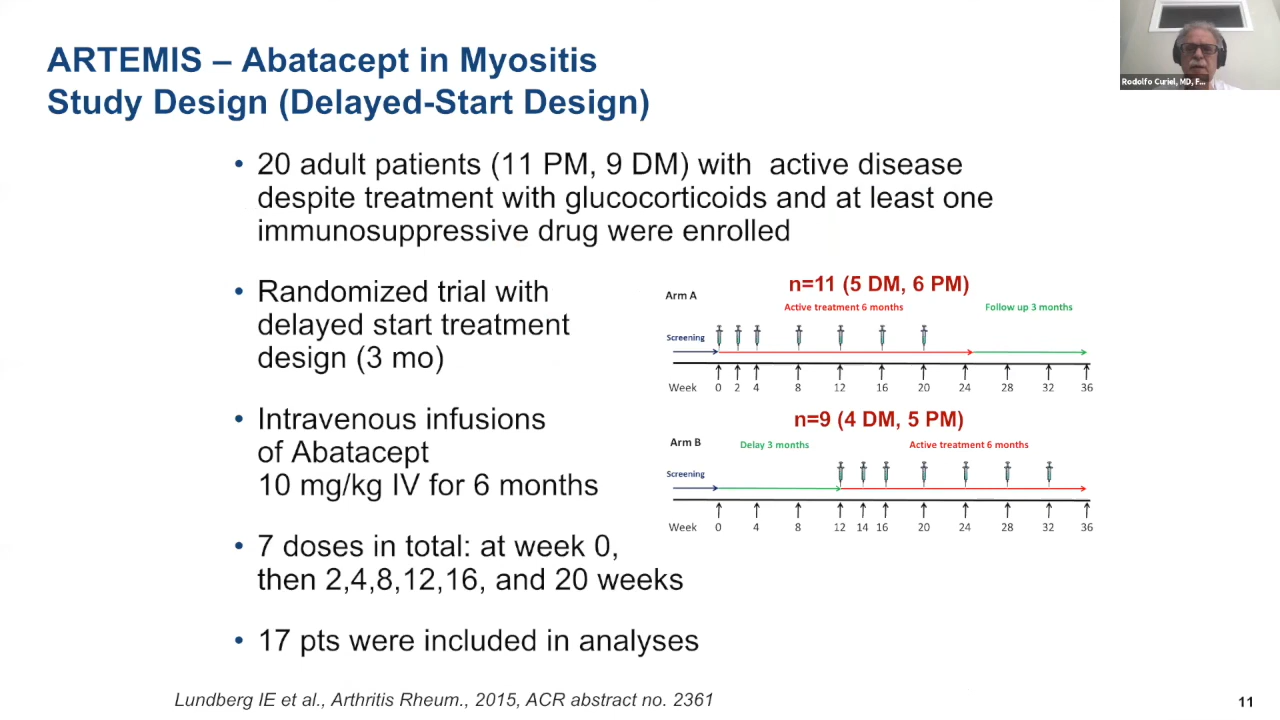 ARTEMIS – Abatacept in Myositis
Study Design (Delayed-Start Design)
Rodolfo Curiel, MD, F...
• 20 adult patients (11 PM, 9 DM) with active disease
despite treatment with glucocorticoids and at least one
immunosuppressive drug were enrolled
• Randomized trial with
delayed start treatment
design (3 mo)
• Intravenous infusions
of Abatacept
10 mg/kg IV for 6 months
• 7 doses in total: at week 0,
then 2,4,8,12,16, and 20 weeks
• 17 pts were included in analyses
n=11 (5 DM, 6 PM)
Arm A
Active treatment 6 months
Follow up 3 months
Screening
Week 0 2 4 8 12 16 20 24 28 32 36
n=9 (4 DM, 5 PM)
Arm B
Delay 3 months
Active treatment 6 months
Screening
Week 0 4 8 12 14 16 20 24 28 32 36
Lundberg IE et al., Arthritis Rheum., 2015, ACR abstract no. 2361
11